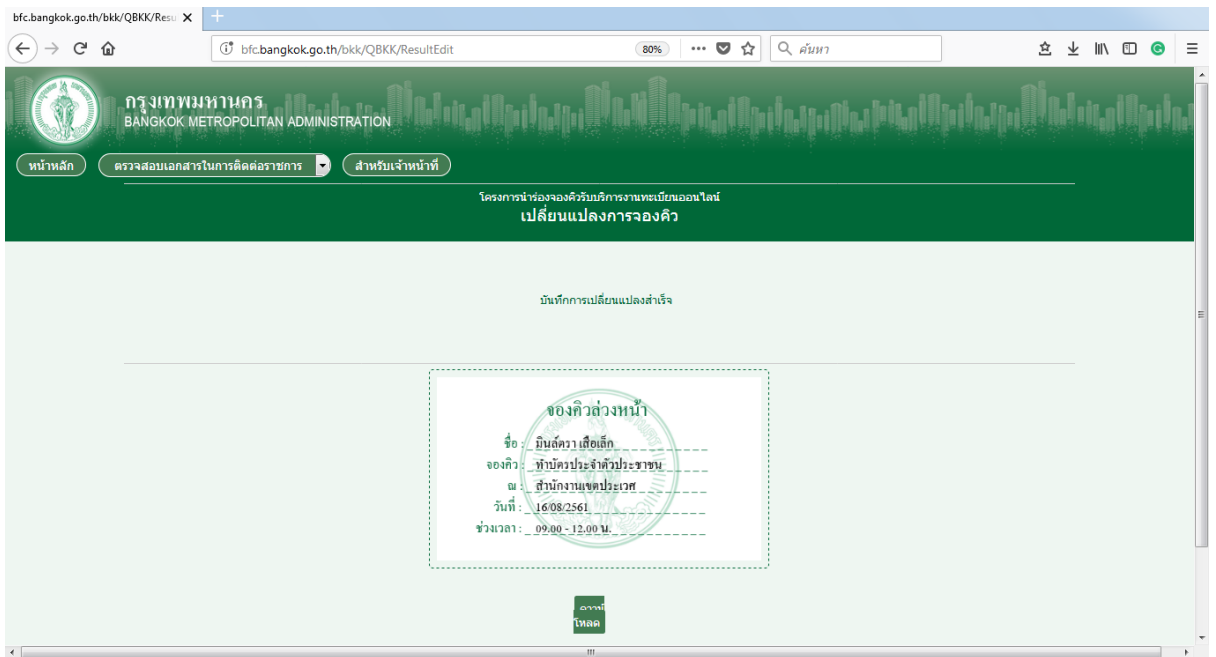 bfc.bangkok.go.th/bkk/QBKK/Resu
bfc.bangkok.go.th/bkk/QBKK/ResultEdit
80%
ค้นหา
กรุงเทพมหานคร
BANGKOK METROPOLITAN ADMINISTRATION
หน้าหลัก
ตรวจสอบเอกสารในการติดต่อราชการ
สำหรับเจ้าหน้าที่
โครงการนำร่องจองคิวรับบริการงานทะเบียนออนไลน์
เปลี่ยนแปลงการจองคิว
บันทึกการเปลี่ยนแปลงสำเร็จ
จองคิวล่วงหน้า
ชื่อ : มินล์ตรา เสือเล็ก
จองคิว : ทำบัตรประจำตัวประชาชน
ณ : สำนักงานเขตประเวศ
วันที่ : 16/08/2561
ช่วงเวลา : 09.00 - 12.00 น.
ดาวน์
โหลด